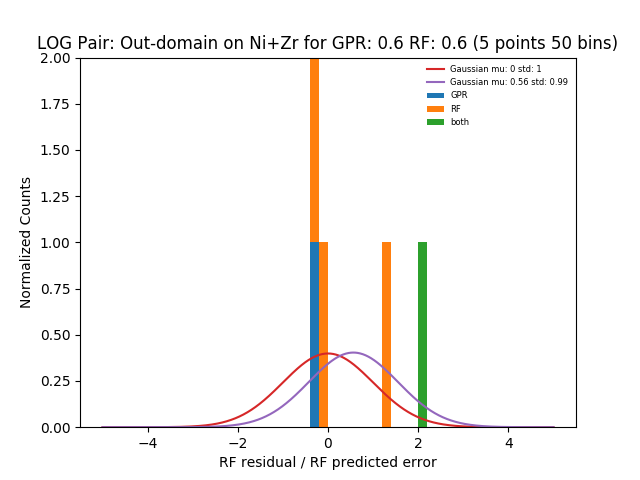 LOG Pair: Out-domain on Ni+Zr for GPR: 0.6 RF: 0.6 (5 points 50 bins)
Gaussian mu: 0 std: 1
Gaussian mu: 0.56 std: 0.99
GPR
RF
both
Normalized Counts
2.00
1.75
1.50
1.25
1.00
0.75
0.50
0.25
0.00
−4
−2
0
2
4
RF residual / RF predicted error